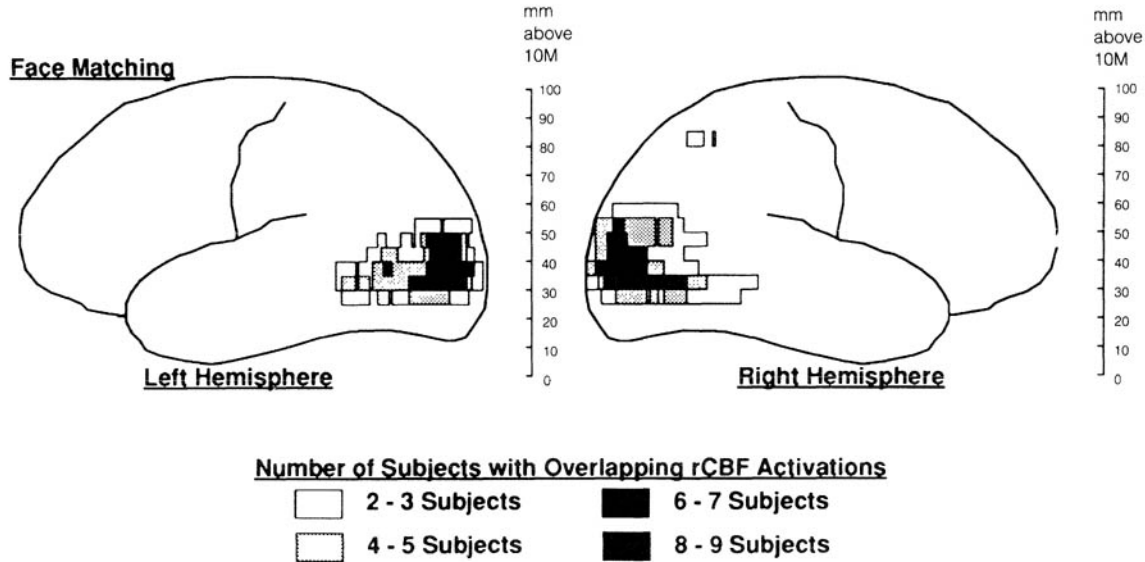 mm
above
10M
mm
above
10M
Face Matching
100
90
80
70
60
50
40
30
20
10
0
100
90
80
70
60
50
40
30
20
10
0
Left Hemisphere
Right Hemisphere
Number of Subjects with Overlapping rCBF Activations
2 - 3 Subjects
6 - 7 Subjects
4 - 5 Subjects
8 - 9 Subjects